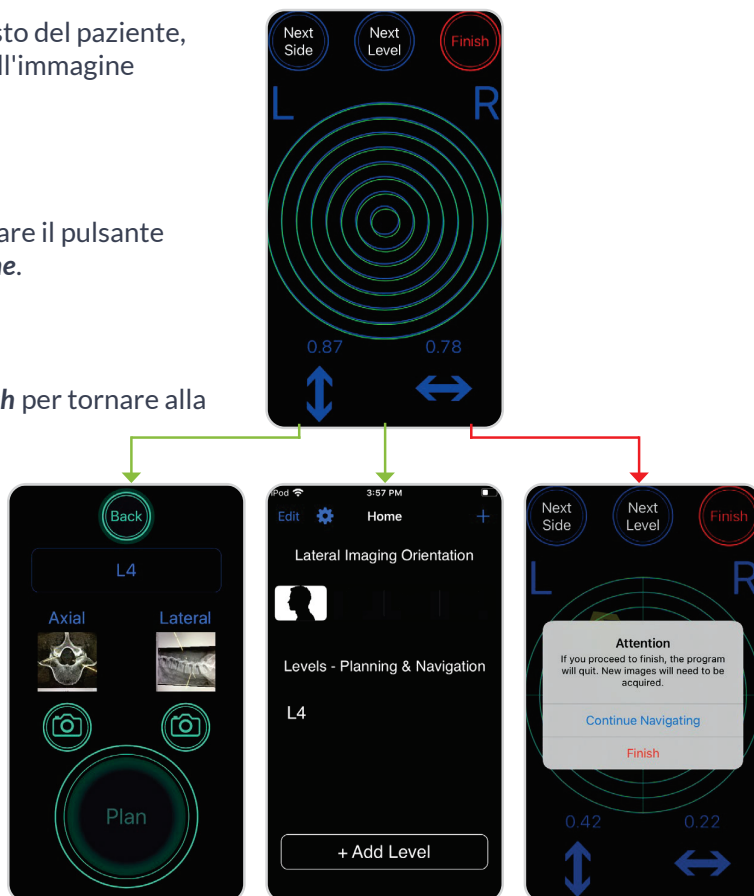 sto del paziente,
ll'immagine
are il pulsante
ne.
h per tornare alla
Next
Side
Next
Level
Finish
L
R
0.87
0.78
Back
L4
Axial
Lateral
Plan
iPod
3:57 PM
Edit
Home
+
Lateral Imaging Orientation
Levels - Planning & Navigation
L4
+ Add Level
Next
Side
Next
Level
Finish
L
R
Attention
If you proceed to finish, the program
will quit. New images will need to be
acquired.
Continue Navigating
Finish
0.42
0.22